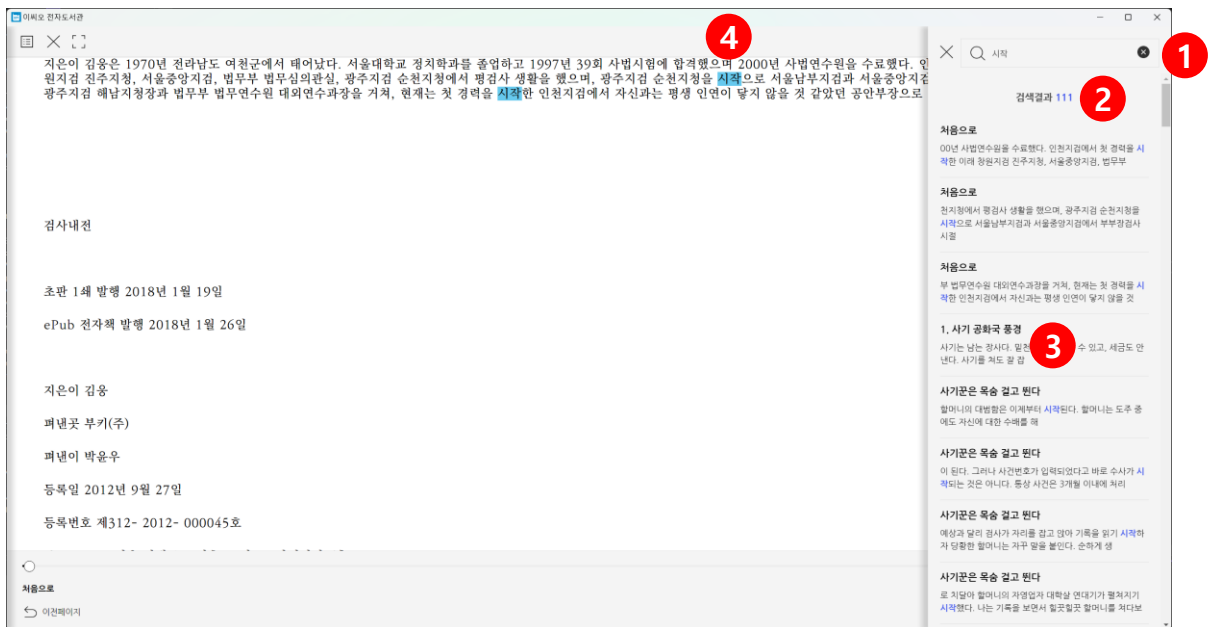 이씨오 전자도서관
지은이 김웅은 1970년 전라남도 여천군에서 태어났다. 서울대학교 정치학과를 졸업하고 1997년 39회 사법시험에 합격했으며 2000년 사법연수원을 수료했다.
원지검 진주지청, 서울중앙지검, 법무부 법무심의관실, 광주지검 순천지청에서 평검사 생활을 했으며, 광주지검 순천지청을 시작으로 서울남부지검과 서울중앙지검
광주지검 해남지청장과 법무부 법무연수원 대외연수과장을 거쳐, 현재는 첫 경력을 시작한 인천지검에서 자신과는 평생 인연이 닿지 않을 것 같았던 공안부장으로
검사내전
초판 1쇄 발행 2018년 1월 19일
ePub 전자책 발행 2018년 1월 26일
지은이 김웅
펴낸곳 부키(주)
펴낸이 박윤우
등록일 2012년 9월 27일
등록번호 제312- 2012- 000045호
처음으로
이전페이지
4
시작
1
검색결과 111
2
처음으로
00년 사법연수원을 수료했다. 인천지검에서 첫 경력을 시
작한 이래 창원지검 진주지청, 서울중앙지검, 법무부
처음으로
천지청에서 평검사 생활을 했으며, 광주지검 순천지청을
시작으로 서울남부지검과 서울중앙지검에서 부부장검사
시절
처음으로
부 법무연수원 대외연수과장을 거쳐, 현재는 첫 경력을 시
작한 인천지검에서 자신과는 평생 인연이 닿지 않을 것
1. 사기 공화국 풍경
사기는 남는 장사다. 밑천 수 있고, 세금도 안
낸다. 사기를 쳐도 잘 잡
3
사기꾼은 목숨 걸고 뛴다
할머니의 대범함은 이제부터 시작된다. 할머니는 도주 중
에도 자신에 대한 수배를 해
사기꾼은 목숨 걸고 뛴다
이 된다. 그러나 사건번호가 입력되었다고 바로 수사가 시
작되는 것은 아니다. 통상 사건은 3개월 이내에 처리
사기꾼은 목숨 걸고 뛴다
예상과 달리 검사가 자리를 잡고 앉아 기록을 읽기 시작하
자 당황한 할머니는 자꾸 말을 붙인다. 순하게 생
사기꾼은 목숨 걸고 뛴다
로 치달아 할머니의 자영업자 대학살 연대기가 펼쳐지기
시작했다. 나는 기록을 보면서 힐끗힐끗 할머니를 쳐다보